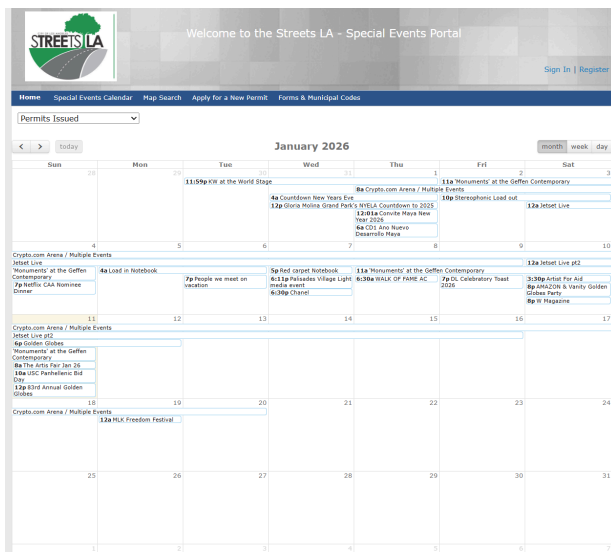 CITY OF LOS ANGELES
STREETS LA
Welcome to the Streets LA - Special Events Portal
Sign In | Register
Home Special Events Calendar Map Search Apply for a New Permit Forms & Municipal Codes
Permits Issued
< > today January 2026 month week day
Sun Mon Tue Wed Thu Fri Sat
28 29 30 31 1 2 3
11:59p KW at the World Stage
11a 'Monuments' at the Geffen Contemporary
8a Crypto.com Arena / Multiple Events
4a Countdown New Years Eve
10p Stereophonic Load out
12p Gloria Molina Grand Park's NYELA Countdown to 2025
12a Jetset Live
12:01a Convite Maya New
Year 2026
6a CD1 Ano Nuevo
Desarrollo Maya
4 5 6 7 8 9 10
Crypto.com Arena / Multiple Events
Jetset Live
12a Jetset Live pt2
'Monuments' at the Geffen
Contemporary
4a Load in Notebook
5p Red carpet Notebook
11a 'Monuments' at the Geffen Contemporary
7p Netflix CAA Nominee
Dinner
7p People we meet on
vacation
6:11p Palisades Village Light
media event
6:30a WALK OF FAME AC
7p DL Celebratory Toast
2026
3:30p Artist For Aid
6:30p Chanel
8p AMAZON & Vanity Golden
Globes Party
8p W Magazine
11 12 13 14 15 16 17
Crypto.com Arena / Multiple Events
Jetset Live pt2
6p Golden Globes
'Monuments' at the Geffen
Contemporary
8a The Artis Fair Jan 26
10a USC Panhellenic Bid
Day
12p 83rd Annual Golden
Globes
18 19 20 21 22 23 24
Crypto.com Arena / Multiple Events
12a MLK Freedom Festival
25 26 27 28 29 30 31
1 2 3 4 5 6 7